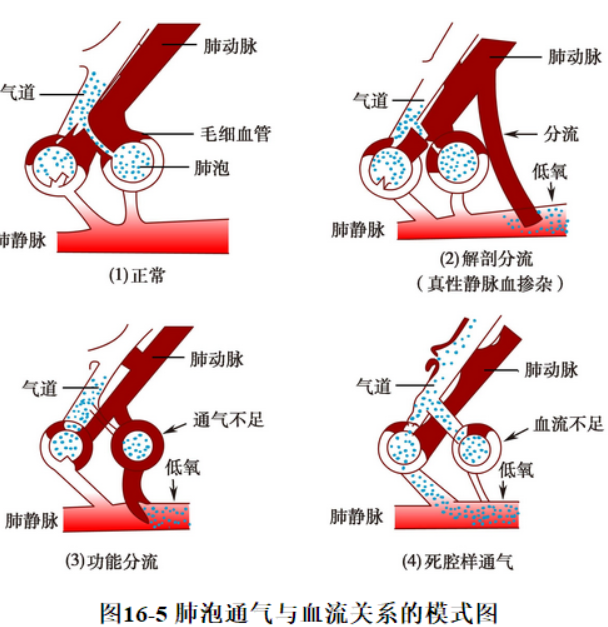 肺动脉
气道
毛细血管
肺泡
肺静脉
(1)正常
肺动脉
气道
分流
低氧
肺静脉
(2)解剖分流
(真性静脉血掺杂)
肺动脉
气道
通气不足
低氧
肺静脉
(3)功能分流
肺动脉
气道
血流不足
低氧
肺静脉
(4)死腔样通气
图16-5 肺泡通气与血流关系的模式图